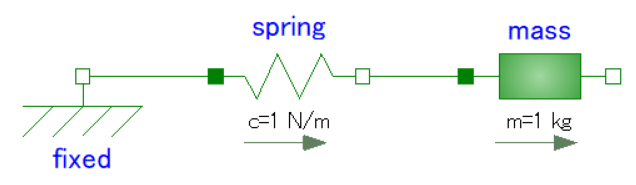 spring
mass
c=1 N/m
m=1 kg
fixed